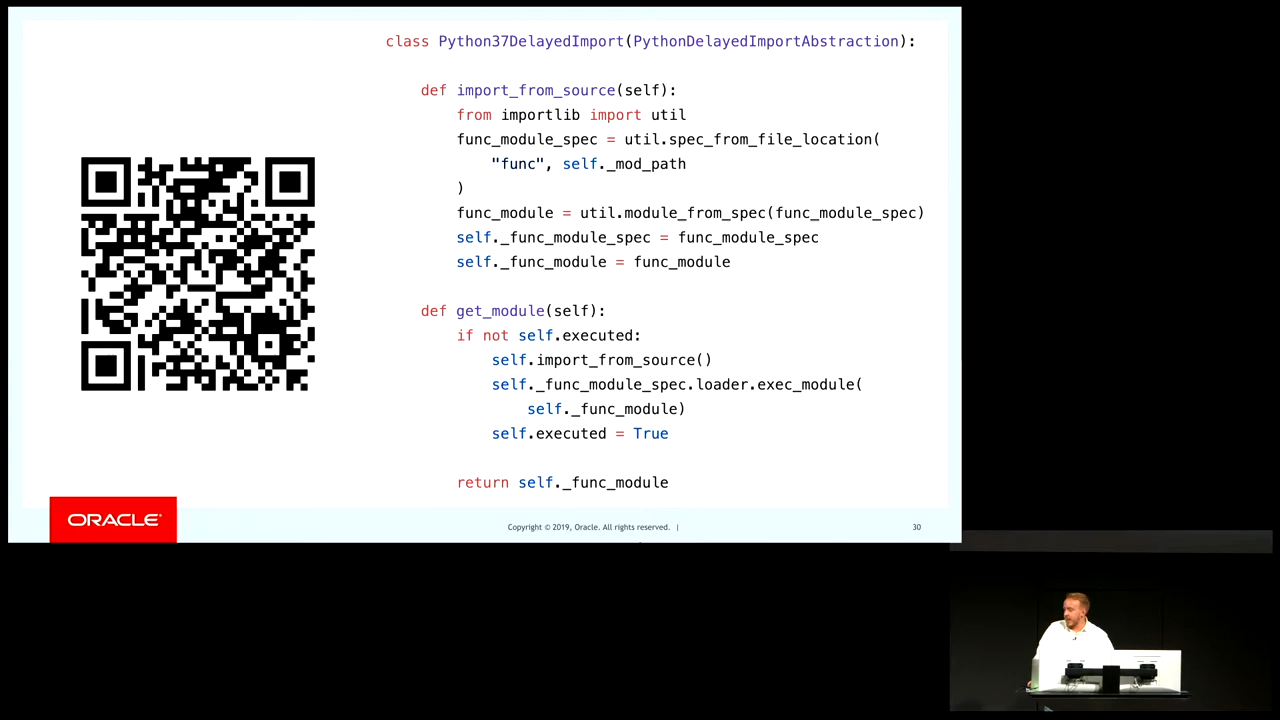 class Python37DelayedImport(PythonDelayedImportAbstraction):
def import_from_source(self):
from importlib import util
func_module_spec = util.spec_from_file_location(
"func", self._mod_path
)
func_module = util.module_from_spec(func_module_spec)
self._func_module_spec = func_module_spec
self._func_module = func_module
def get_module(self):
if not self.executed:
self.import_from_source()
self._func_module_spec.loader.exec_module(
self._func_module)
self.executed = True
return self._func_module
ORACLE®
Copyright © 2019, Oracle. All rights reserved. |
30